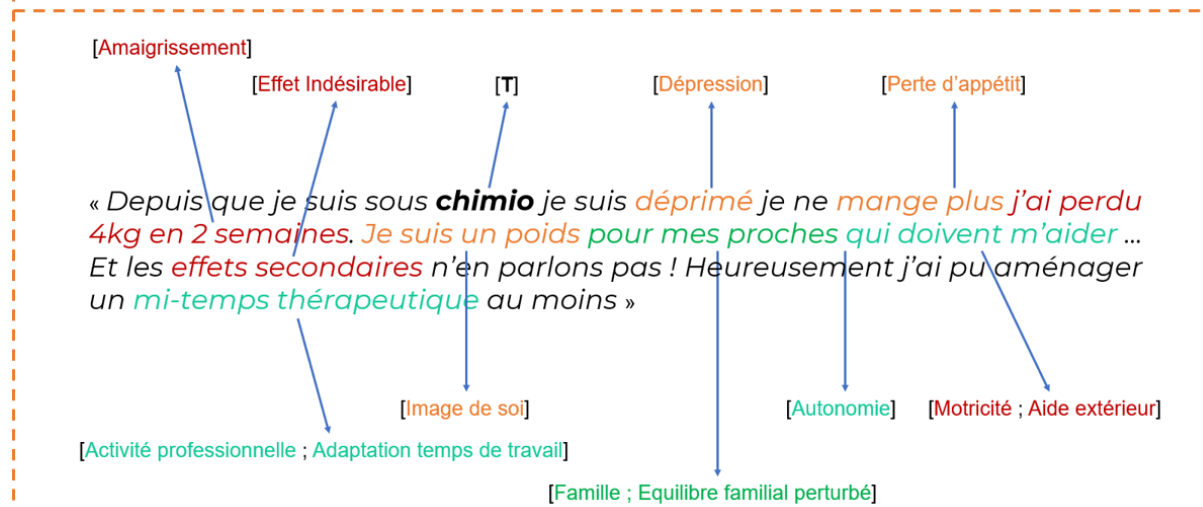 [Amaigrissement]
[Effet Indésirable] [T] [Dépression] [Perte d'appétit]
« Depuis que je suis sous chimio je suis déprimé je ne mange plus j'ai perdu
4kg en 2 semaines. Je suis un poids pour mes proches qui doivent m'aider ...
Et les effets secondaires n'en parlons pas ! Heureusement j'ai pu aménager
un mi-temps thérapeutique au moins »
[Image de soi] [Autonomie] [Motricité ; Aide extérieur]
[Activité professionnelle ; Adaptation temps de travail]
[Famille ; Equilibre familial perturbé]